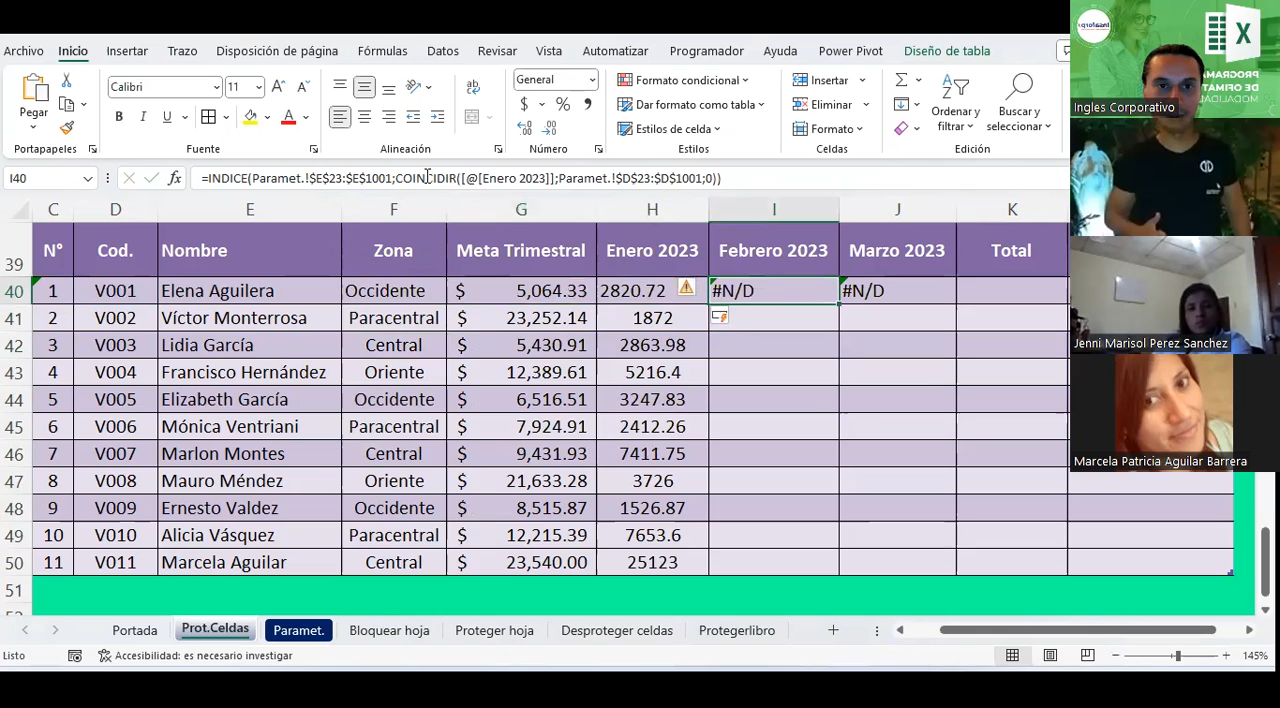 Archivo Inicio Insertar Trazo Disposición de página Fórmulas Datos Revisar Vista Automatizar Programador Ayuda Power Pivot Diseño de tabla
Pegar
Calibri 11 A A
N K S A
General
$ % 
Formato condicional
Dar formato como tabla
Estilos de celda
Insertar
Eliminar
Formato
Ordenar y filtrar
Buscar y seleccionar
Portapapeles Fuente Alineación Número Estilos Celdas Edición
I40 fx =INDICE(Paramet.!$E$23:$E$1001;COINCIDIR([@[Enero 2023]];Paramet.!$D$23:$D$1001;0))
C D E F G H I J K
39 N° Cod. Nombre Zona Meta Trimestral Enero 2023 Febrero 2023 Marzo 2023 Total
40 1 V001 Elena Aguilera Occidente $ 5,064.33 2820.72 #N/D #N/D
41 2 V002 Víctor Monterrosa Paracentral $ 23,252.14 1872
42 3 V003 Lidia García Central $ 5,430.91 2863.98
43 4 V004 Francisco Hernández Oriente $ 12,389.61 5216.4
44 5 V005 Elizabeth García Occidente $ 6,516.51 3247.83
45 6 V006 Mónica Ventriani Paracentral $ 7,924.91 2412.26
46 7 V007 Marlon Montes Central $ 9,431.93 7411.75
47 8 V008 Mauro Méndez Oriente $ 21,633.28 3726
48 9 V009 Ernesto Valdez Occidente $ 8,515.87 1526.87
49 10 V010 Alicia Vásquez Paracentral $ 12,215.39 7653.6
50 11 V011 Marcela Aguilar Central $ 23,540.00 25123
51
Portada Prot.Celdas Paramet. Bloquear hoja Proteger hoja Desproteger celdas Protegerlibro
Listo Accesibilidad: es necesario investigar 145%
X
MODALIDAD
Ingles Corporativo
Jenni Marisol Perez Sanchez
Marcela Patricia Aguilar Barrera